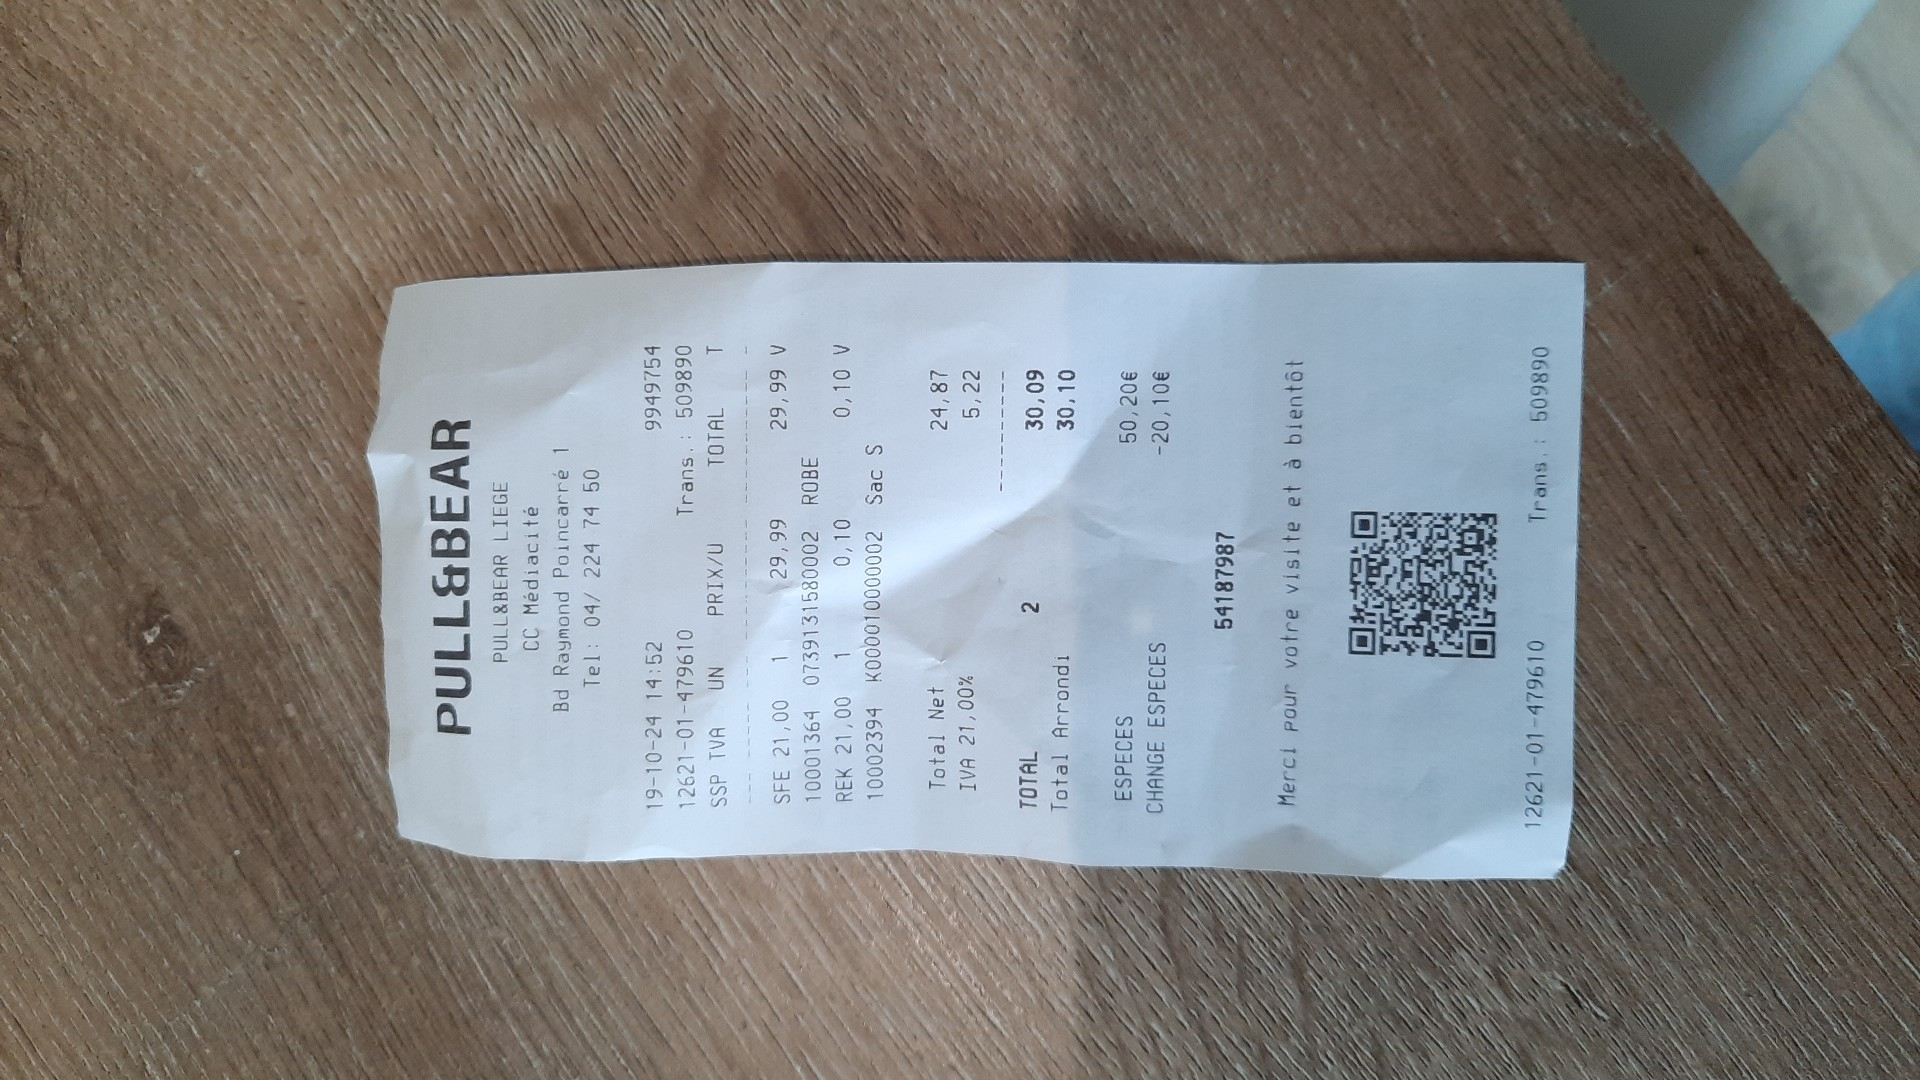 PULL&BEAR
PULL&BEAR LIEGE
CC Médiacité
Bd Raymond Poincarré 1
Tel: 04/ 224 74 50
19-10-24 14:52 9949754
12621-01-479610 Trans.: 509890
SSP TVA UN PRIX/U TOTAL T
SFE 21,00 1 29,99 29,99 V
10001364 0739131580002 ROBE
REK 21,00 1 0,10 0,10 V
10002394 K0000100000002 Sac S
Total Net 24,87
IVA 21,00% 5,22
----------
TOTAL 2 30,09
Total Arrondi 30,10
ESPECES 50,20€
CHANGE ESPECES -20,10€
54187987
Merci pour votre visite et à bientôt
12621-01-479610 Trans.: 509890